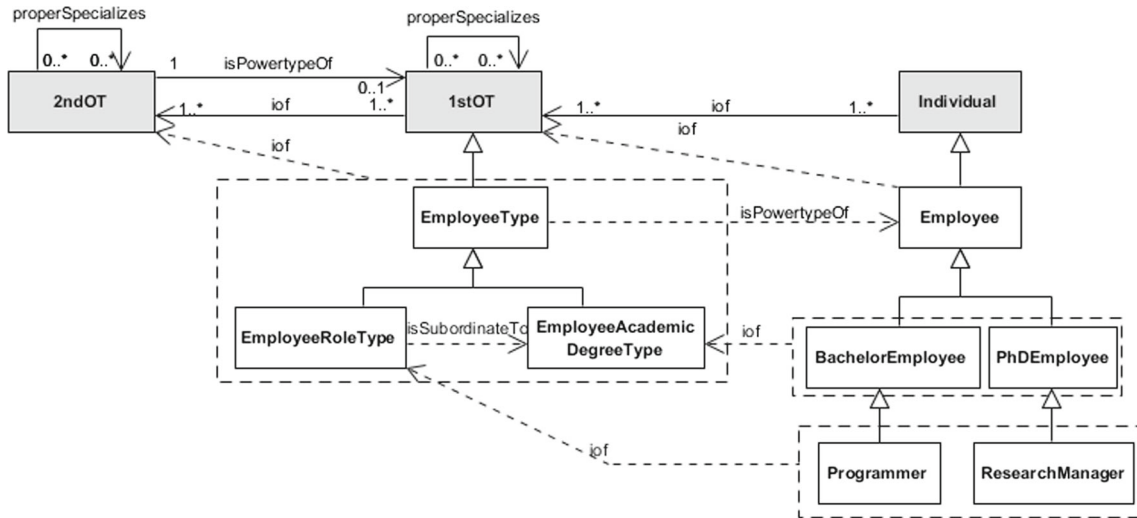 properSpecializes
properSpecializes
0..*
0..*
0..*
0..*
1
isPowertypeOf
0..1
2ndOT
1stOT
Individual
1..*
iof
1..*
1..*
iof
1..*
iof
iof
EmployeeType
isPowertypeOf
Employee
EmployeeRoleType
isSubordinateTo
EmployeeAcademic
DegreeType
iof
BachelorEmployee
PhDEmployee
iof
Programmer
ResearchManager